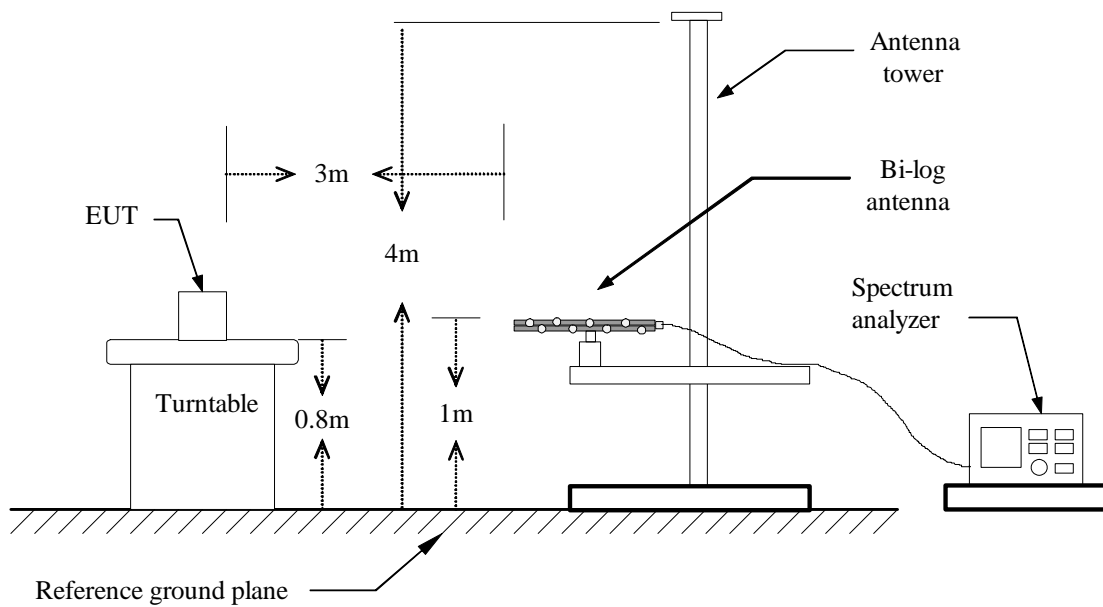 Antenna
tower
3m
Bi-log
antenna
EUT
4m
Spectrum
analyzer
Turntable
0.8m
1m
Reference ground plane